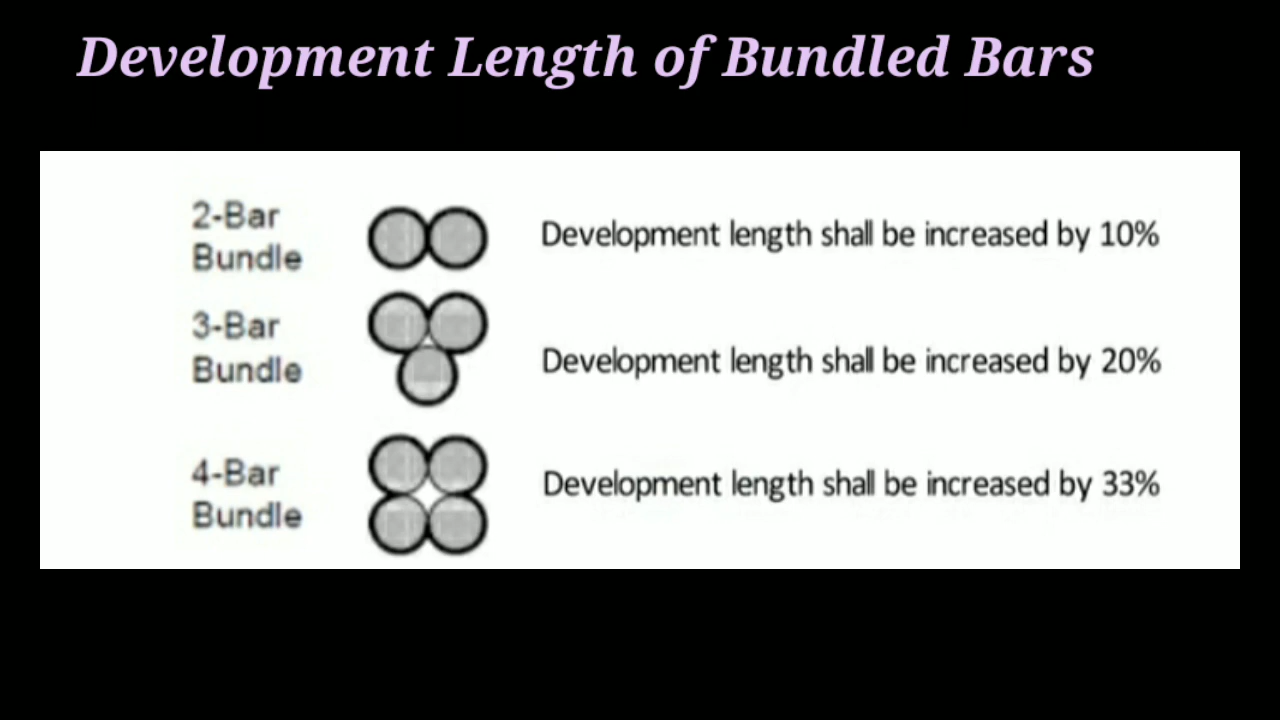 Development Length of Bundled Bars
2-Bar
Bundle
Development length shall be increased by 10%
3-Bar
Bundle
Development length shall be increased by 20%
4-Bar
Bundle
Development length shall be increased by 33%